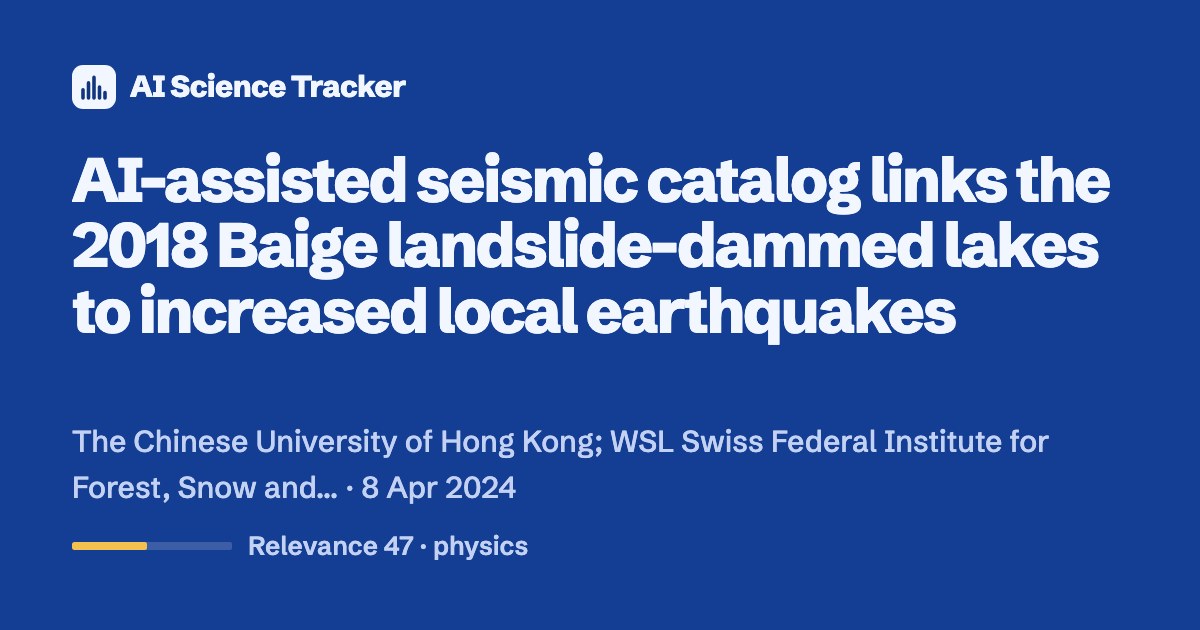 AI Science Tracker
AI-assisted seismic catalog links the
2018 Baige landslide-dammed lakes
to increased local earthquakes
The Chinese University of Hong Kong; WSL Swiss Federal Institute for
Forest, Snow and... · 8 Apr 2024
Relevance 47 · physics